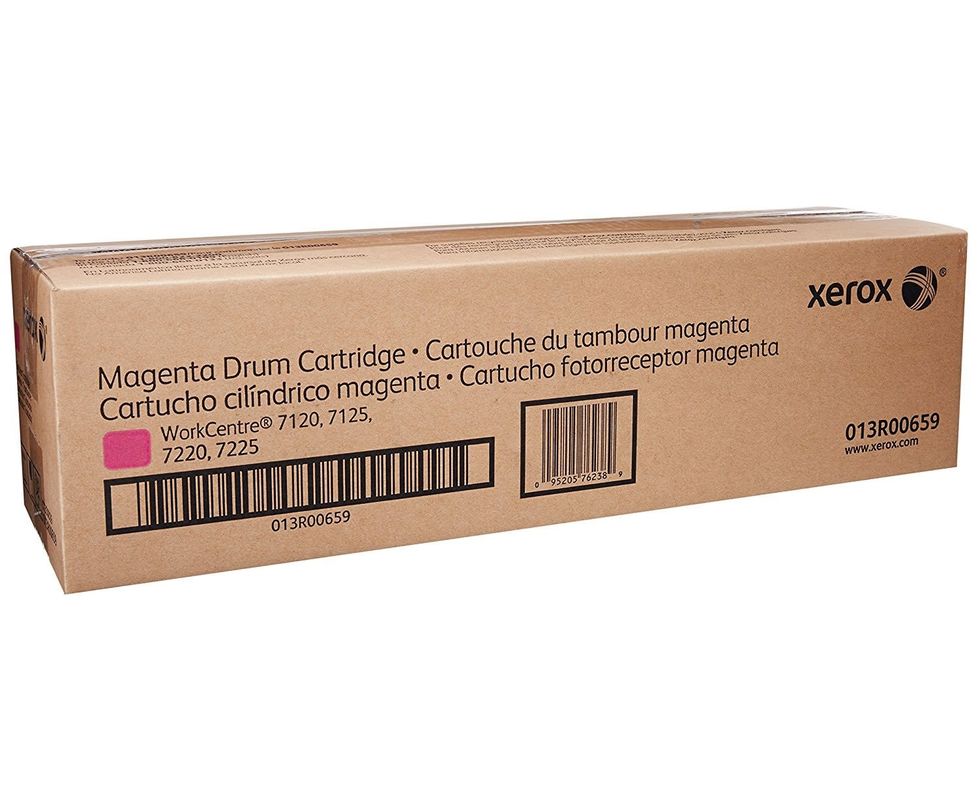 013R00659
xerox ®
Magenta Drum Cartridge • Cartouche du tambour magenta
Cartucho cilíndrico magenta • Cartucho fotorreceptor magenta
WorkCentre® 7120, 7125,
7220, 7225
013R00659
0 95205 76238 9
013R00659
www.xerox.com